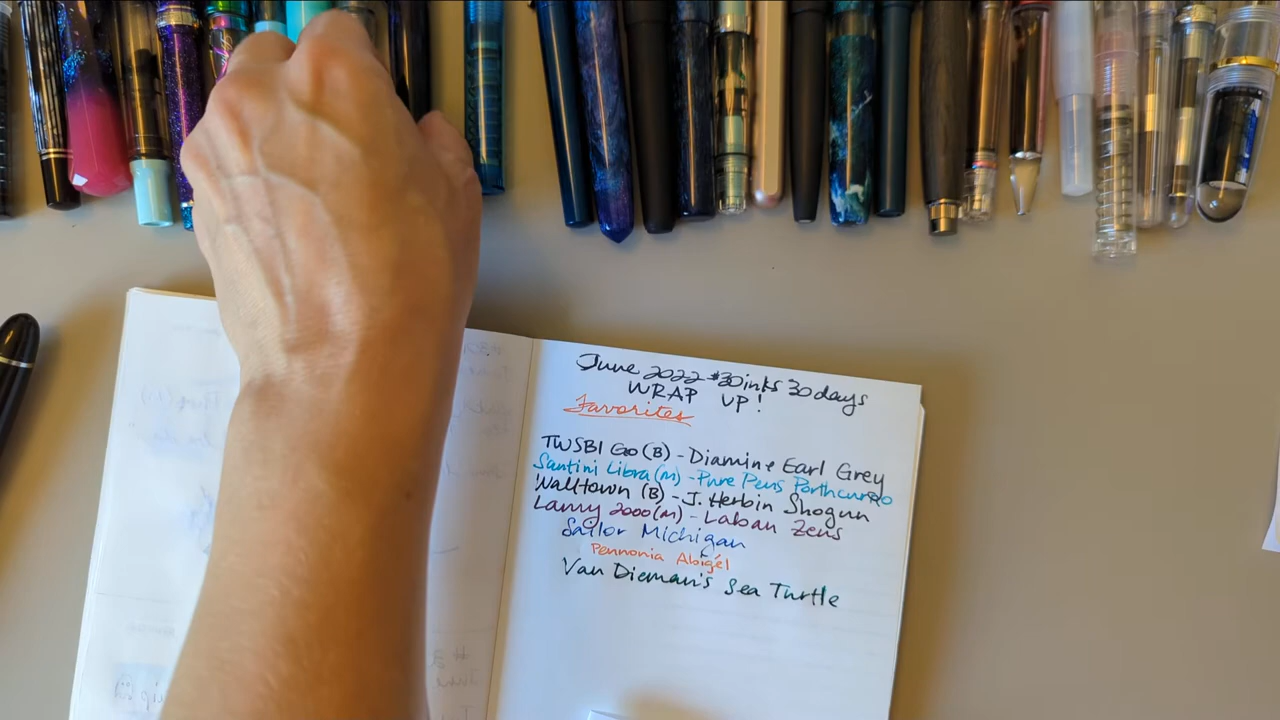 June 2022 #30inks 30days
WRAP UP!
Favorites
TWSBI Go (B) - Diamine Earl Grey
Santini Libra (M) - Pure Pens Porthcurno
Walltown (B) - J. Herbin Shogun
Lamy 2000 (M) - Laban Zeus
Sailor Michigan
Pennonia Abigél
Van Dieman's Sea Turtle